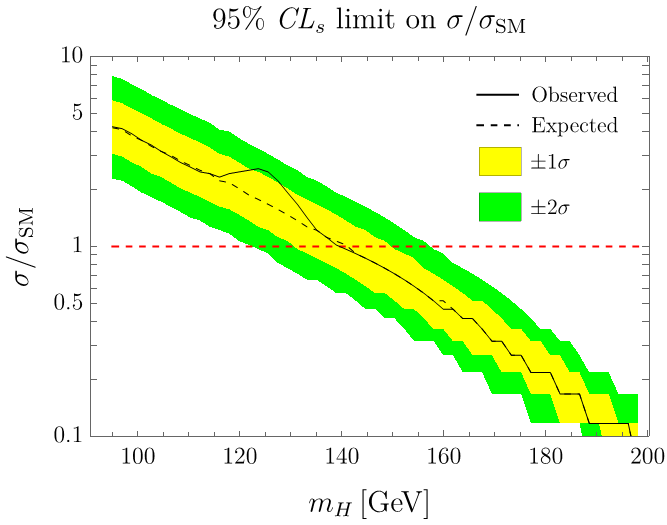 95% CLs limit on σ/σSM
10
5
1
0.5
0.1
σ/σSM
Observed
Expected
±1σ
±2σ
100 120 140 160 180 200
mH [GeV]